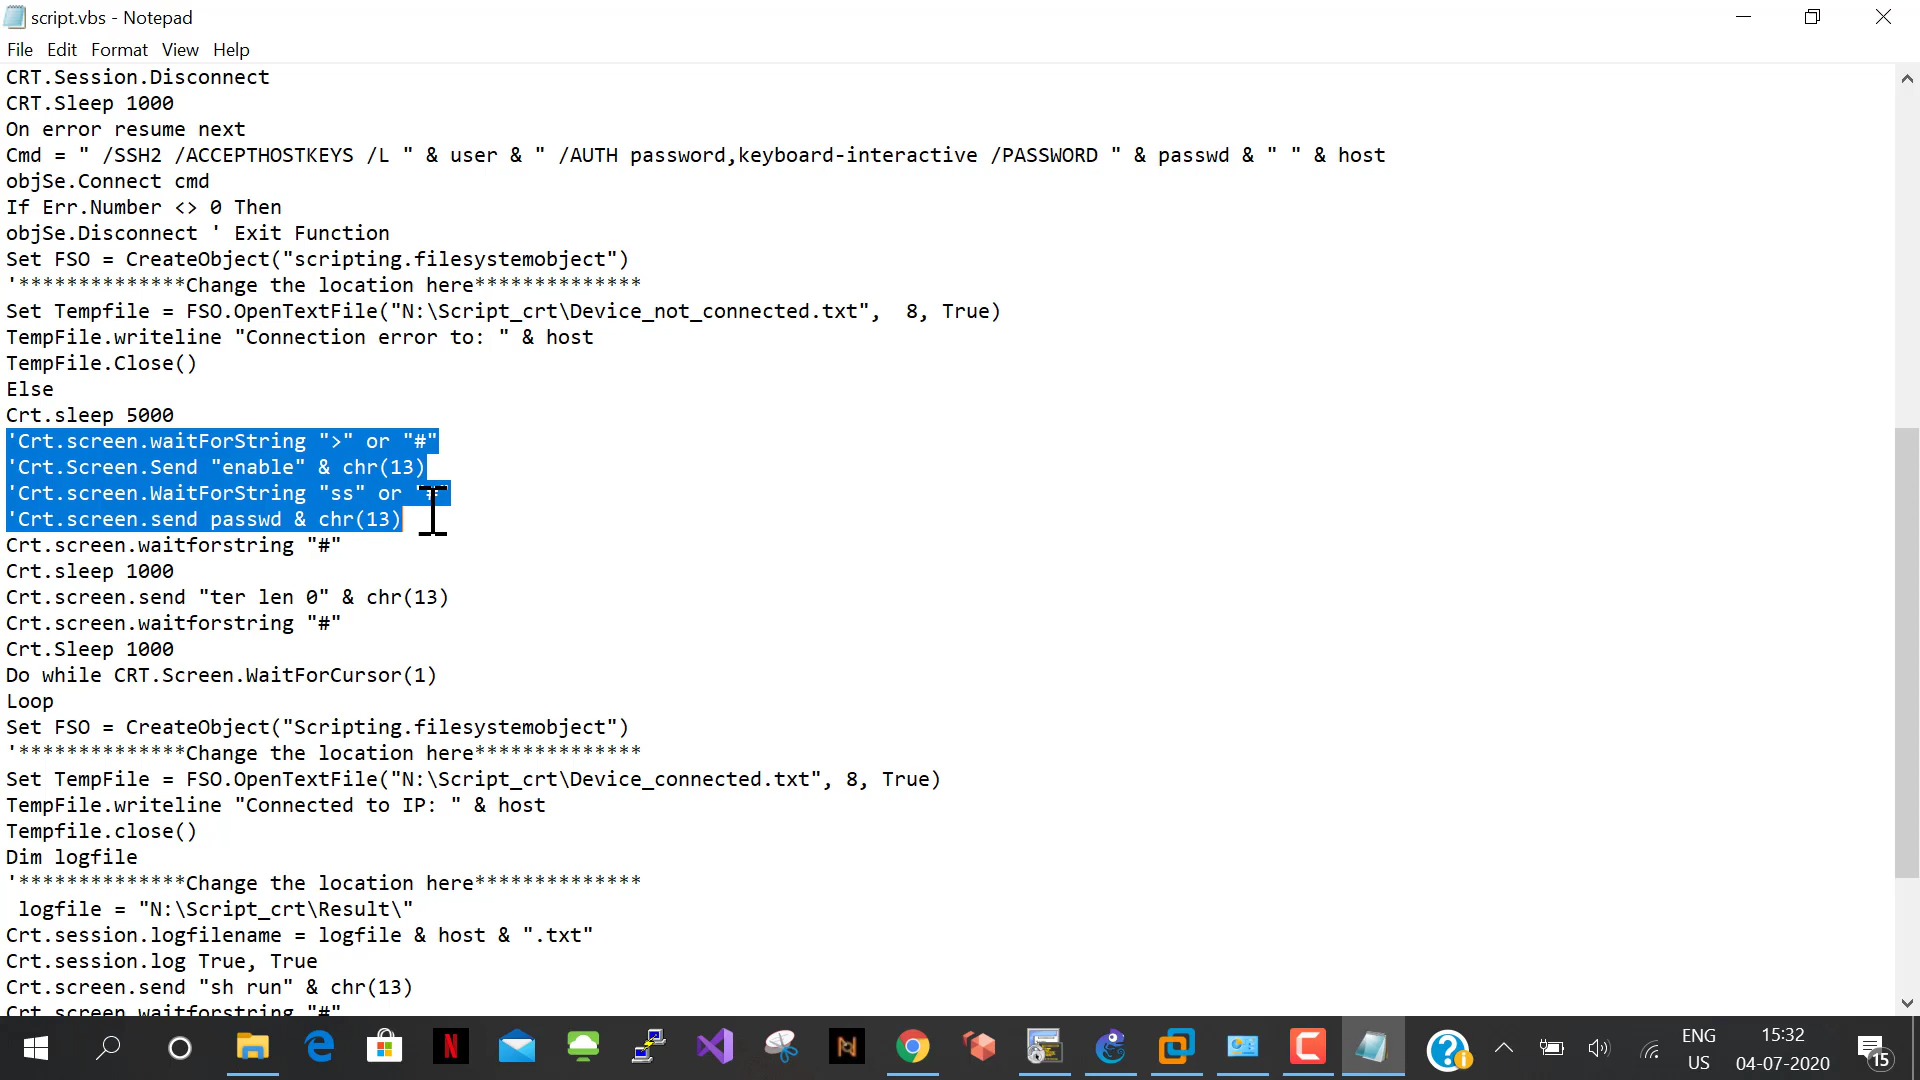 script.vbs - Notepad
File Edit Format View Help
CRT.Session.Disconnect
CRT.Sleep 1000
On error resume next
Cmd = " /SSH2 /ACCEPTHOSTKEYS /L " & user & " /AUTH password,keyboard-interactive /PASSWORD " & passwd & " " & host
objSe.Connect cmd
If Err.Number <> 0 Then
objSe.Disconnect ' Exit Function
Set FSO = CreateObject("scripting.filesystemobject")
'**************Change the location here**************
Set Tempfile = FSO.OpenTextFile("N:\Script_crt\Device_not_connected.txt",  8, True)
TempFile.writeline "Connection error to: " & host
TempFile.Close()
Else
Crt.sleep 5000
'Crt.screen.waitForString ">" or "#"
'Crt.Screen.Send "enable" & chr(13)
'Crt.screen.WaitForString "ss" or "#"
'Crt.screen.send passwd & chr(13)
Crt.screen.waitforstring "#"
Crt.sleep 1000
Crt.screen.send "ter len 0" & chr(13)
Crt.screen.waitforstring "#"
Crt.Sleep 1000
Do while CRT.Screen.WaitForCursor(1)
Loop
Set FSO = CreateObject("Scripting.filesystemobject")
'**************Change the location here**************
Set TempFile = FSO.OpenTextFile("N:\Script_crt\Device_connected.txt", 8, True)
TempFile.writeline "Connected to IP: " & host
Tempfile.close()
Dim logfile
'**************Change the location here**************
 logfile = "N:\Script_crt\Result\"
Crt.session.logfilename = logfile & host & ".txt"
Crt.session.log True, True
Crt.screen.send "sh run" & chr(13)
Crt.screen.waitforstring "#"
ENG
US
15:32
04-07-2020
15